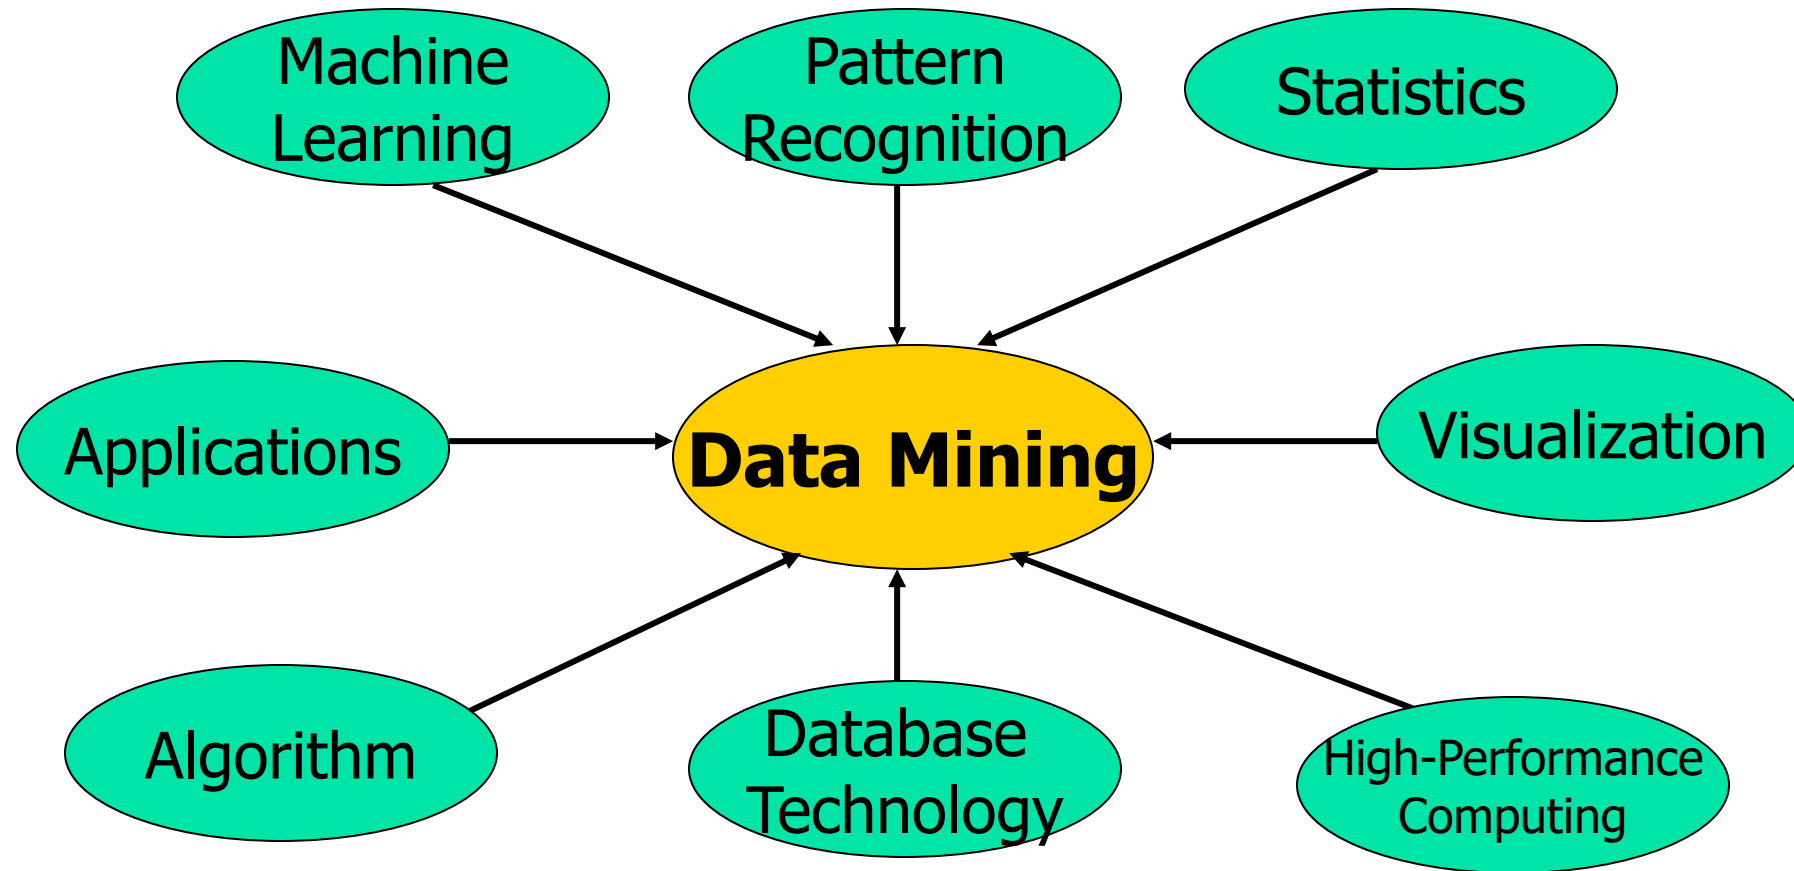 Machine
Learning
Pattern
Recognition
Statistics
Applications
Data Mining
Visualization
Algorithm
Database
Technology
High-Performance
Computing